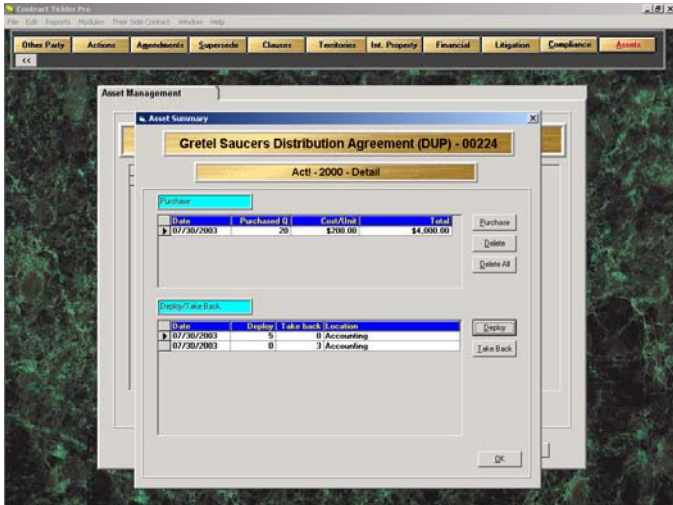 Contract Tickler Pro
File Edit Reports Modules Their Side Contact Window Help
Other Party Actions Amendments Supersede Clauses Territories Int. Property Financial Litigation Compliance Assets
<<
Asset Management
Asset Summary
Gretel Saucers Distribution Agreement (DUP) - 00224
Act! - 2000 - Detail
Purchase
Date Purchased Q Cost/Unit Total
07/30/2003 20 $200.00 $4,000.00
Purchase
Delete
Delete All
Deploy/Take Back
Date Deploy Take back Location
07/30/2003 5 0 Accounting
07/30/2003 0 3 Accounting
Deploy
Take Back
OK